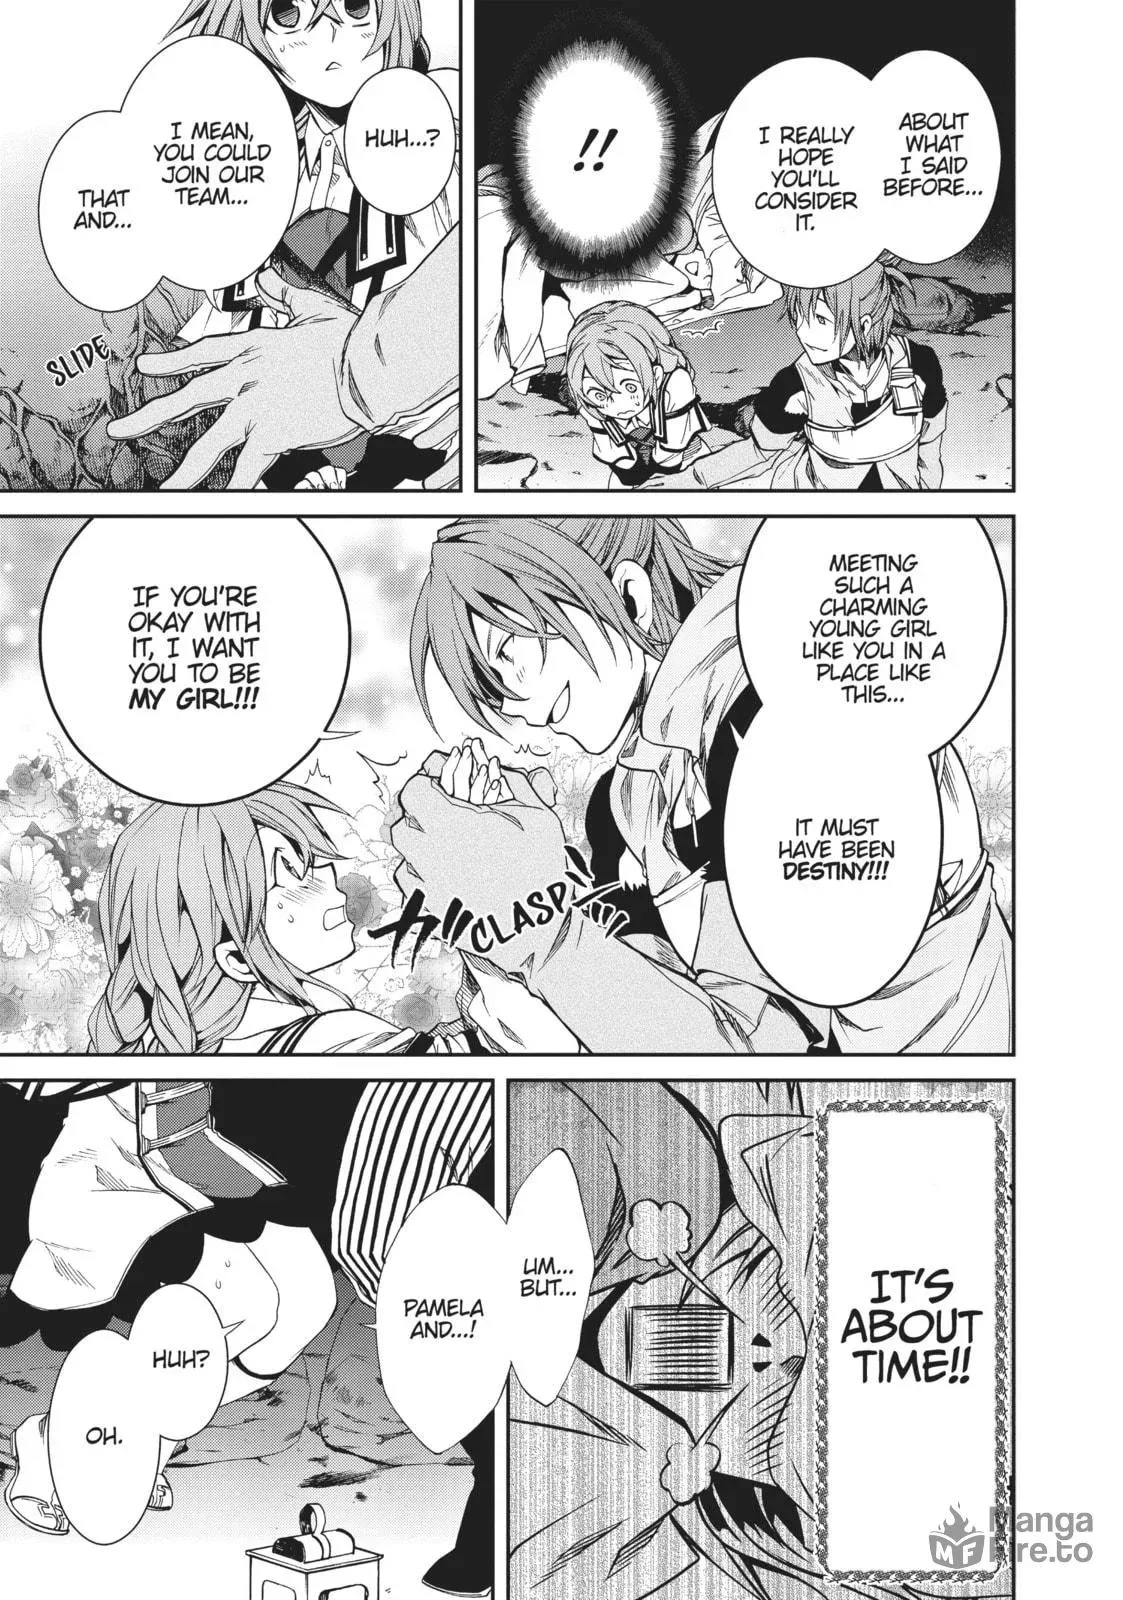 ABOUT
WHAT
I SAID
BEFORE...
I REALLY
HOPE
YOU'LL
CONSIDER
IT.
!!
HUH...?
I MEAN,
YOU COULD
JOIN OUR
TEAM...
THAT
AND...
SLIDE
MEETING
SUCH A
CHARMING
YOUNG GIRL
LIKE YOU IN A
PLACE LIKE
THIS...
IT MUST
HAVE BEEN
DESTINY!!!
IF YOU'RE
OKAY WITH
IT, I WANT
YOU TO BE
MY GIRL!!!
ガッ
CLASP!!
IT'S
ABOUT
TIME!!
UM...
BUT...
PAMELA
AND...!
HUH?
OH.
Manga
Fire.to
MF